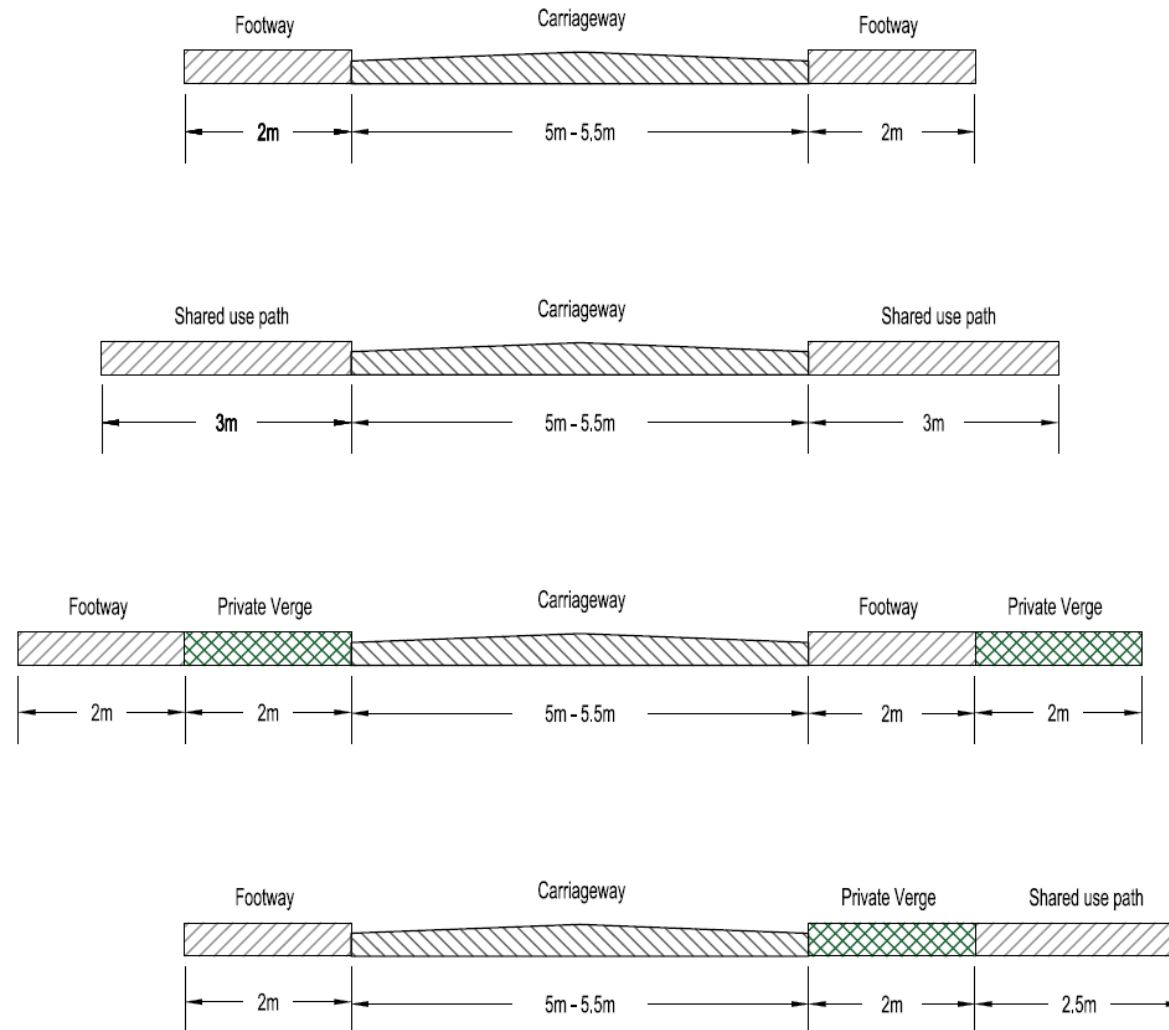 Footway Carriageway Footway
2m 5m - 5.5m 2m
Shared use path Carriageway Shared use path
3m 5m - 5.5m 3m
Footway Private Verge Carriageway Footway Private Verge
2m 2m 5m - 5.5m 2m 2m
Footway Carriageway Private Verge Shared use path
2m 5m - 5.5m 2m 2.5m